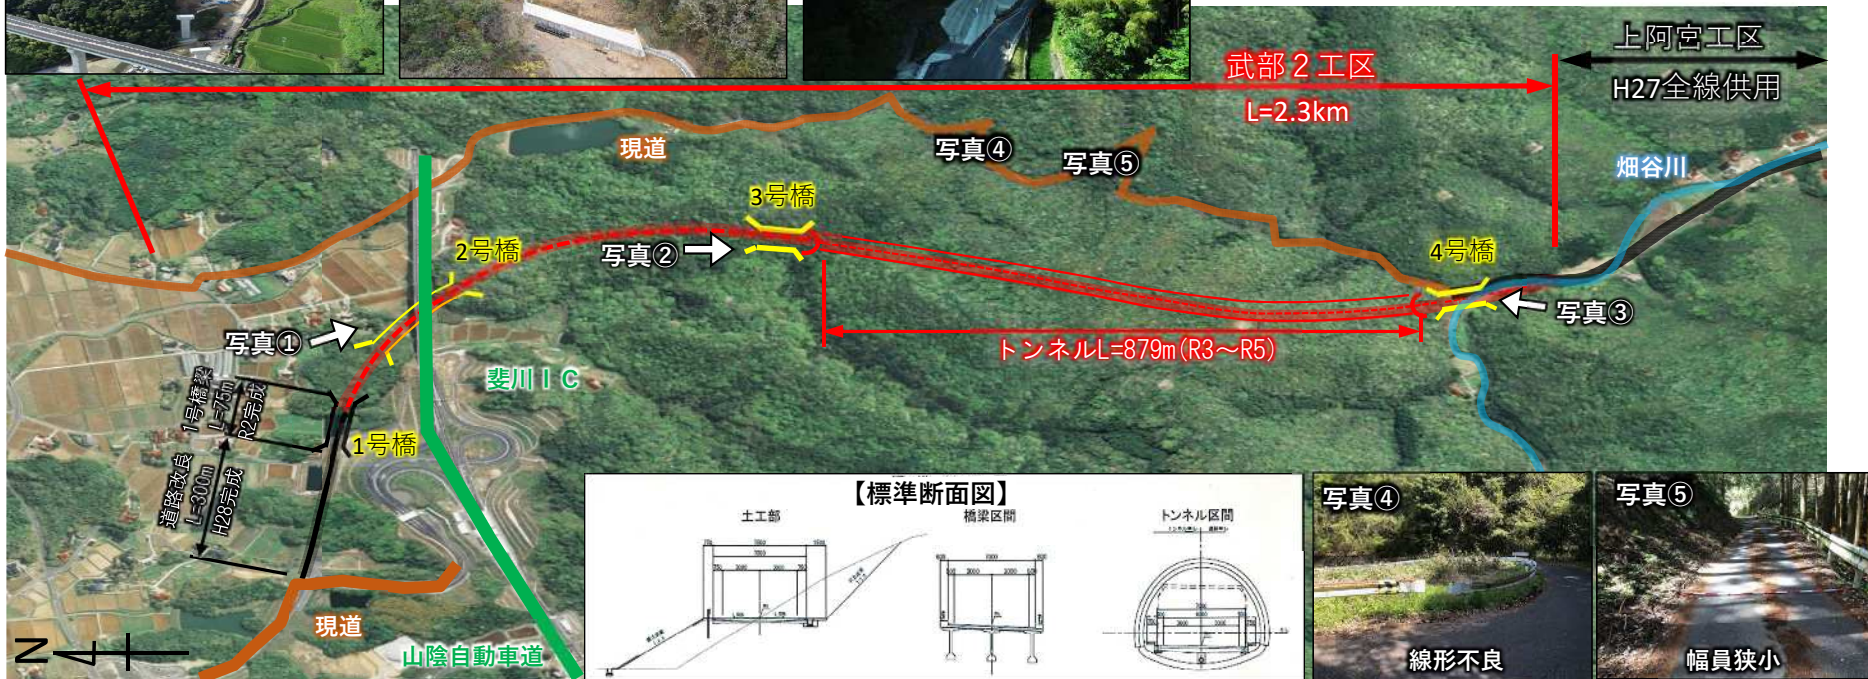 武部2工区
L=2.3km
上阿宮工区
H27全線供用
現道
写真④
写真⑤
畑谷川
3号橋
2号橋
写真②
4号橋
写真①
写真③
トンネルL=879m(R3~R5)
斐川IC
1号橋梁
L=75m
R2完成
1号橋
道路改良
L=300m
H28完成
現道
山陰自動車道
N
【標準断面図】
土工部
橋梁区間
トンネル区間
写真④
線形不良
写真⑤
幅員狭小